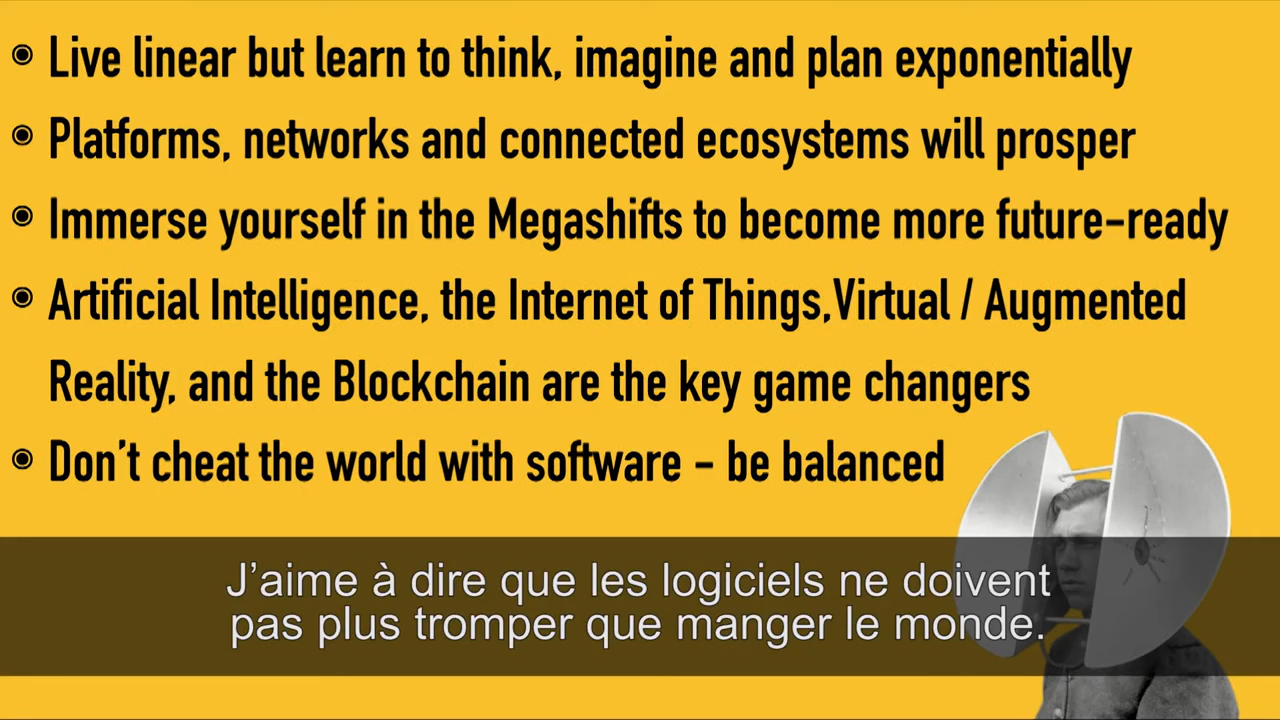 Live linear but learn to think, imagine and plan exponentially
Platforms, networks and connected ecosystems will prosper
Immerse yourself in the Megashifts to become more future-ready
Artificial Intelligence, the Internet of Things,Virtual / Augmented
Reality, and the Blockchain are the key game changers
Don't cheat the world with software – be balanced
J'aime à dire que les logiciels ne doivent
pas plus tromper que manger le monde.